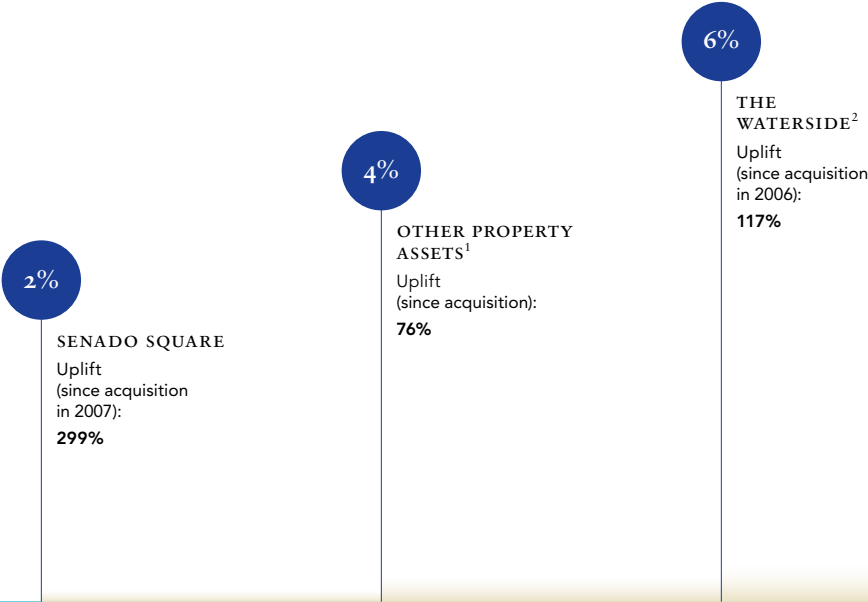 6%
THE
WATERSIDE²
Uplift
(since acquisition
in 2006):
117%
4%
OTHER PROPERTY
ASSETS¹
Uplift
(since acquisition):
76%
2%
SENADO SQUARE
Uplift
(since acquisition
in 2007):
299%